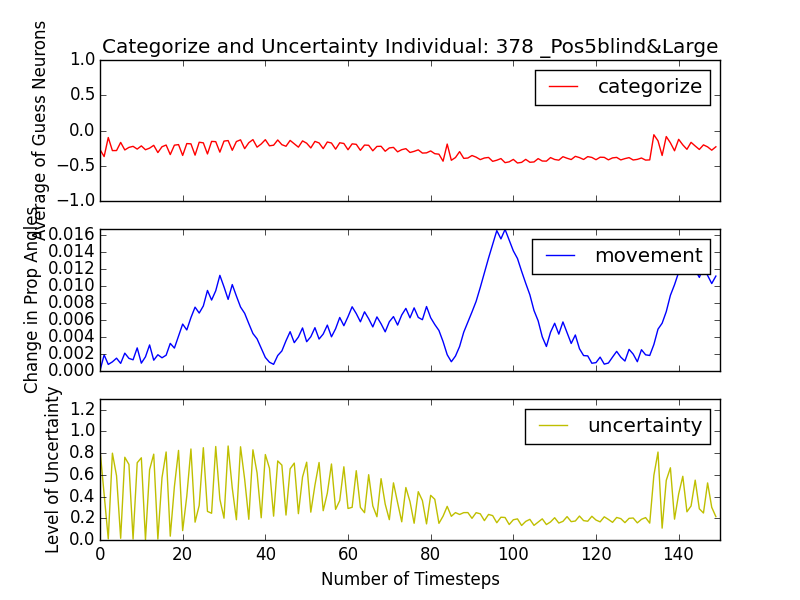 Categorize and Uncertainty Individual: 378 _Pos5blind&Large
Average of Guess Neurons
1.0
0.5
0.0
−0.5
−1.0
categorize
Change in Prop Angles
0.016
0.014
0.012
0.010
0.008
0.006
0.004
0.002
0.000
movement
Level of Uncertainty
1.2
1.0
0.8
0.6
0.4
0.2
0.0
uncertainty
0 20 40 60 80 100 120 140
Number of Timesteps